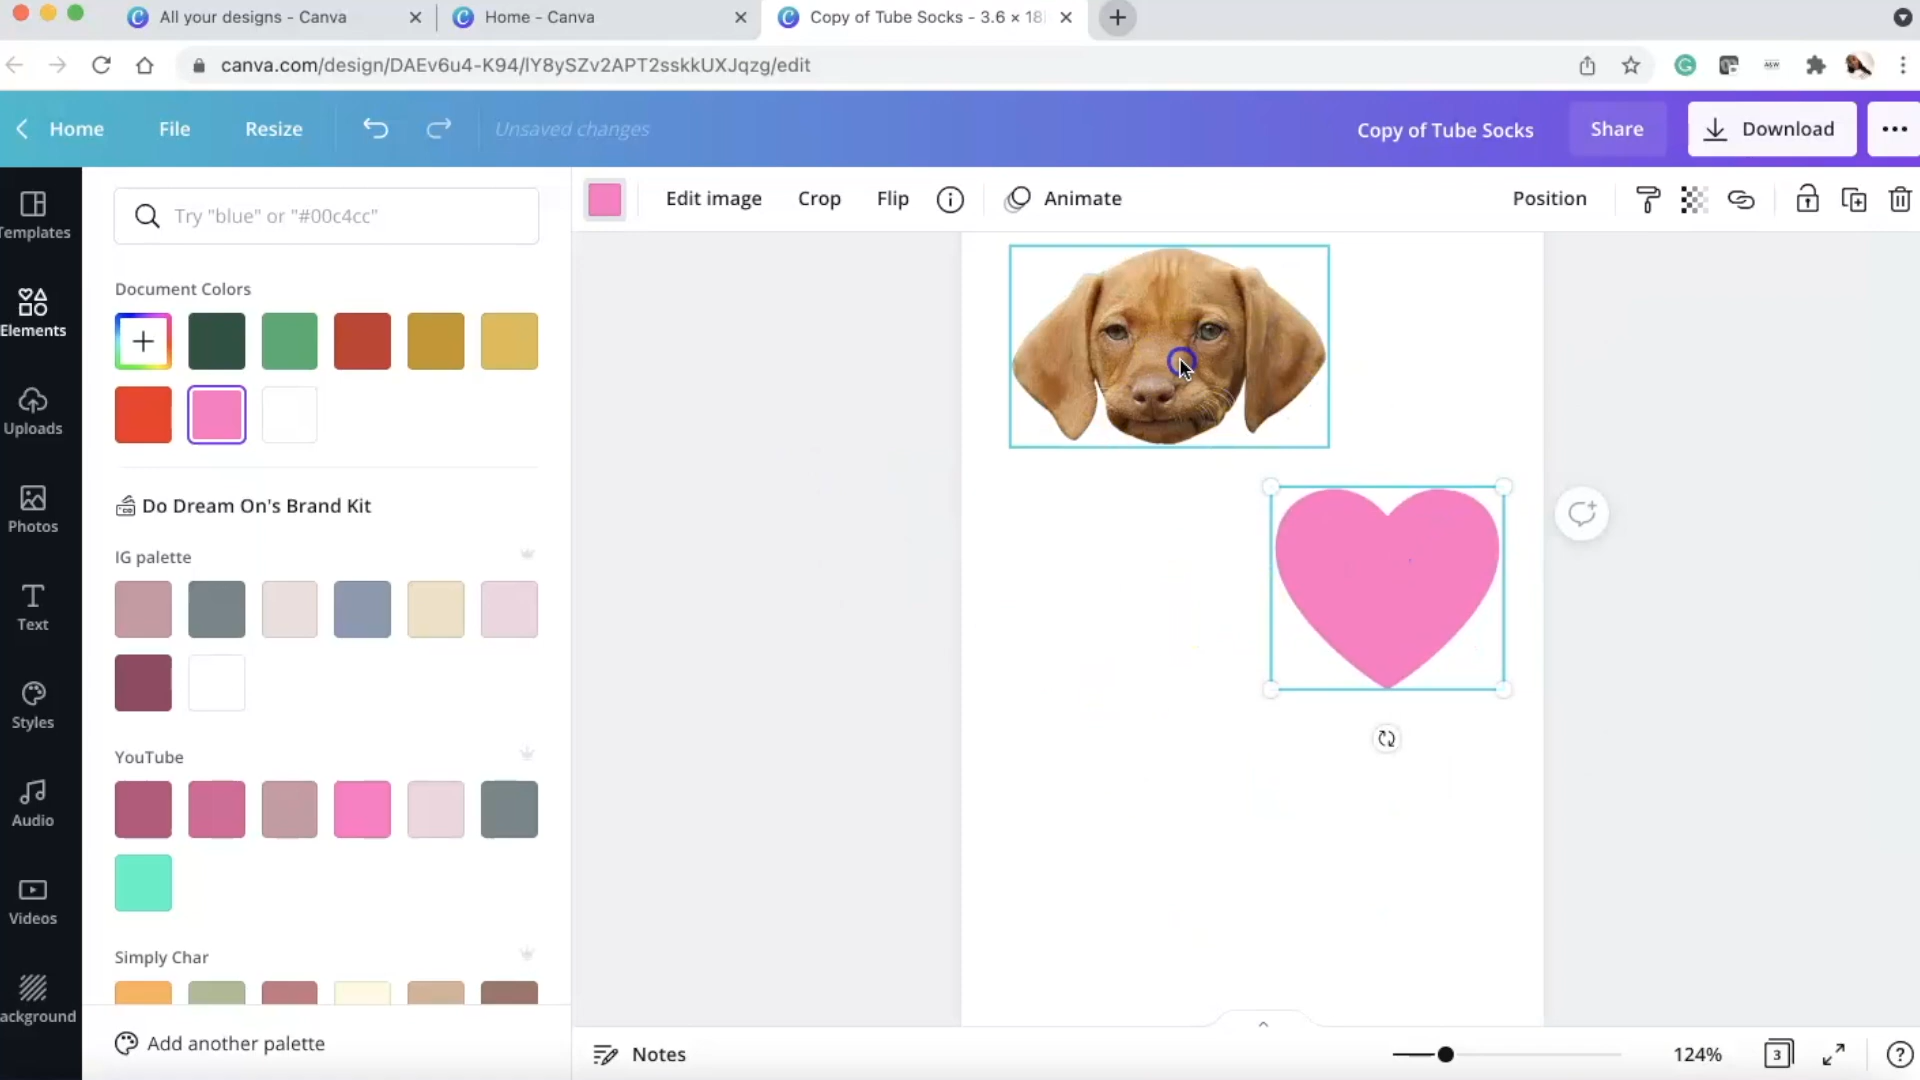 All your designs - Canva
Home - Canva
Copy of Tube Socks - 3.6 × 18
canva.com/design/DAEv6u4-K94/lY8ySZv2APT2sskkUXJqzg/edit
Home File Resize Unsaved changes Copy of Tube Socks Share Download
Templates
Elements
Uploads
Photos
Text
Styles
Audio
Videos
ackground
Try "blue" or "#00c4cc"
Edit image Crop Flip Animate Position
Document Colors
Do Dream On's Brand Kit
IG palette
YouTube
Simply Char
Add another palette
Notes 124% 3